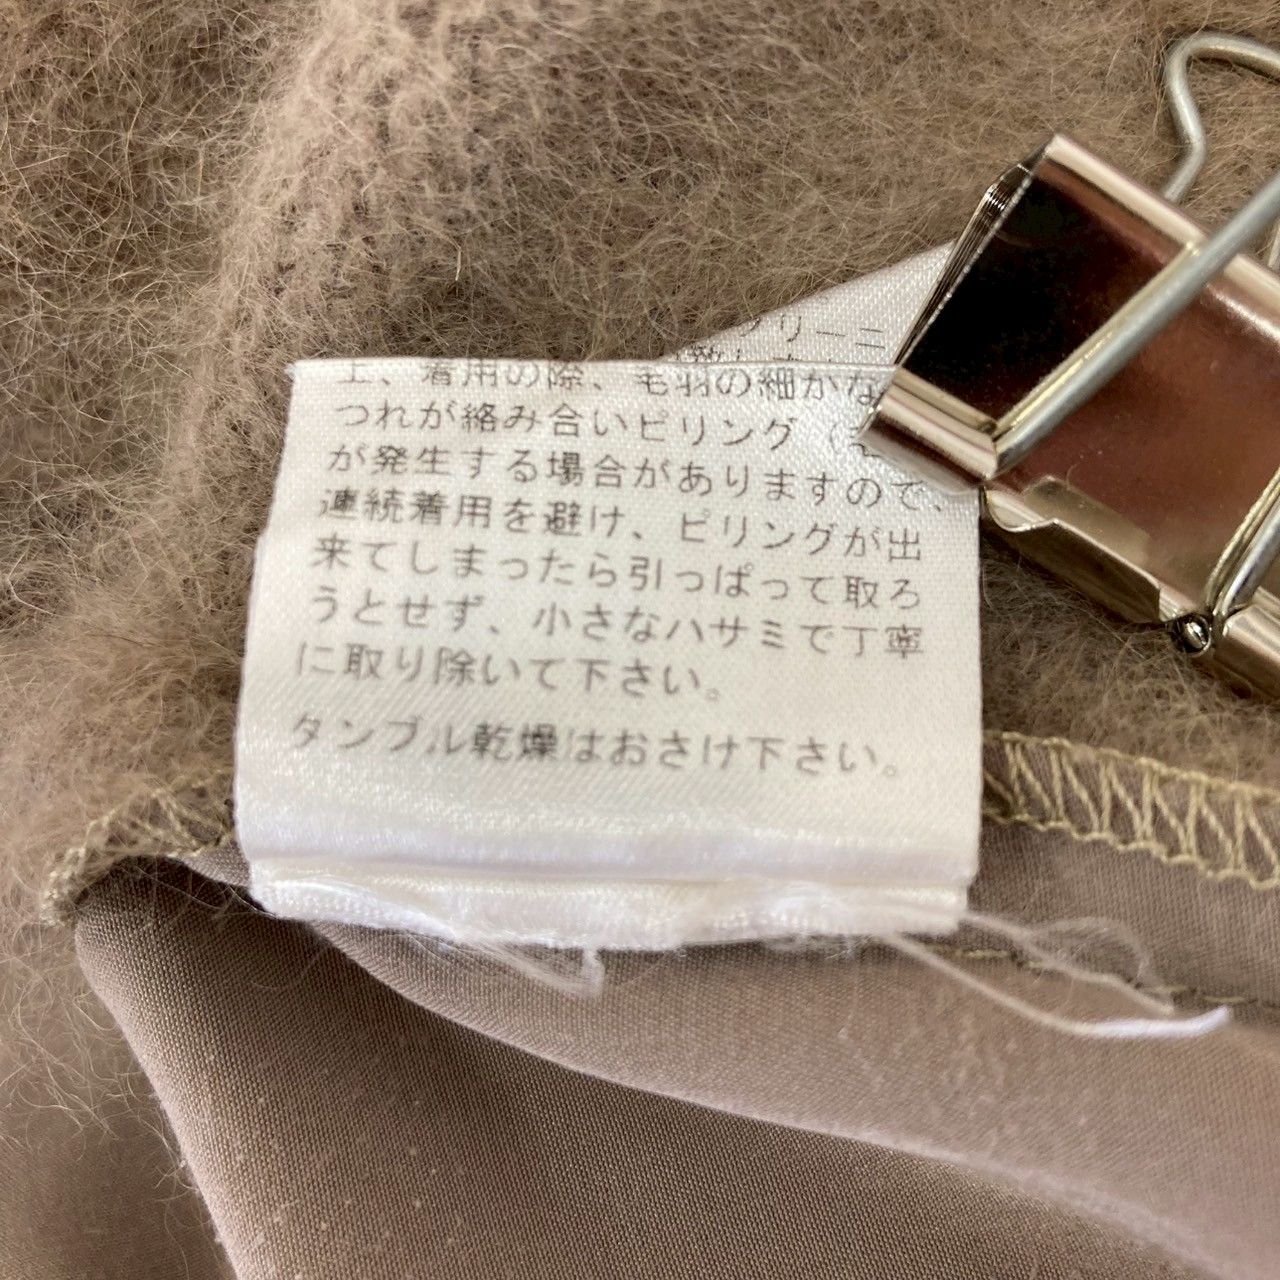 リーニ
上、着用の際、毛羽の細かな
つれが絡み合いピリング（
が発生する場合がありますので、
連続着用を避け、ピリングが出
来てしまったら引っぱって取ろ
うとせず、小さなハサミで丁寧
に取り除いて下さい。
タンブル乾燥はおさけ下さい。